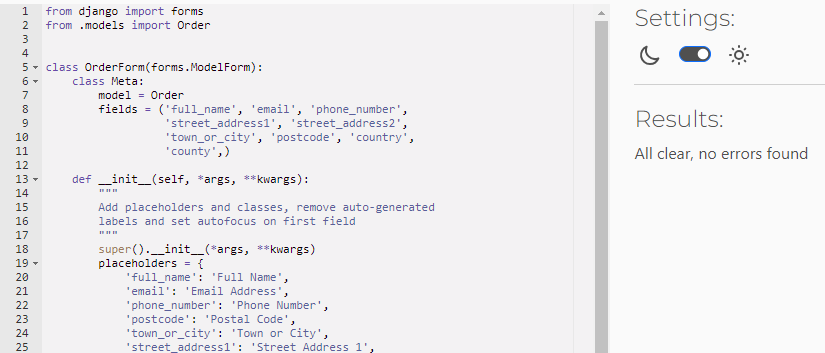 1 from django import forms
2 from .models import Order
3
4
5 class OrderForm(forms.ModelForm):
6     class Meta:
7         model = Order
8         fields = ('full_name', 'email', 'phone_number',
9                   'street_address1', 'street_address2',
10                   'town_or_city', 'postcode', 'country',
11                   'county',)
12
13     def __init__(self, *args, **kwargs):
14         """
15         Add placeholders and classes, remove auto-generated
16         labels and set autofocus on first field
17         """
18         super().__init__(*args, **kwargs)
19         placeholders = {
20             'full_name': 'Full Name',
21             'email': 'Email Address',
22             'phone_number': 'Phone Number',
23             'postcode': 'Postal Code',
24             'town_or_city': 'Town or City',
25             'street_address1': 'Street Address 1',
Settings:
Results:
All clear, no errors found